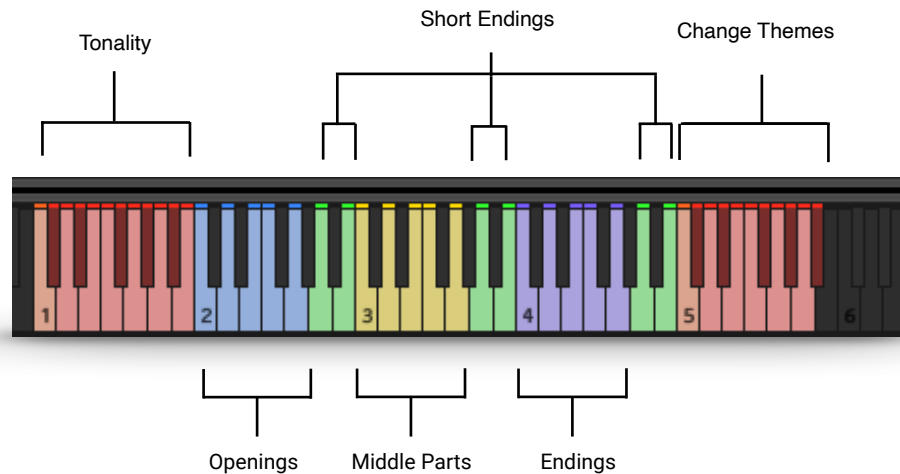 Short Endings
Tonality
Change Themes
1
2
3
4
5
6
Openings
Middle Parts
Endings